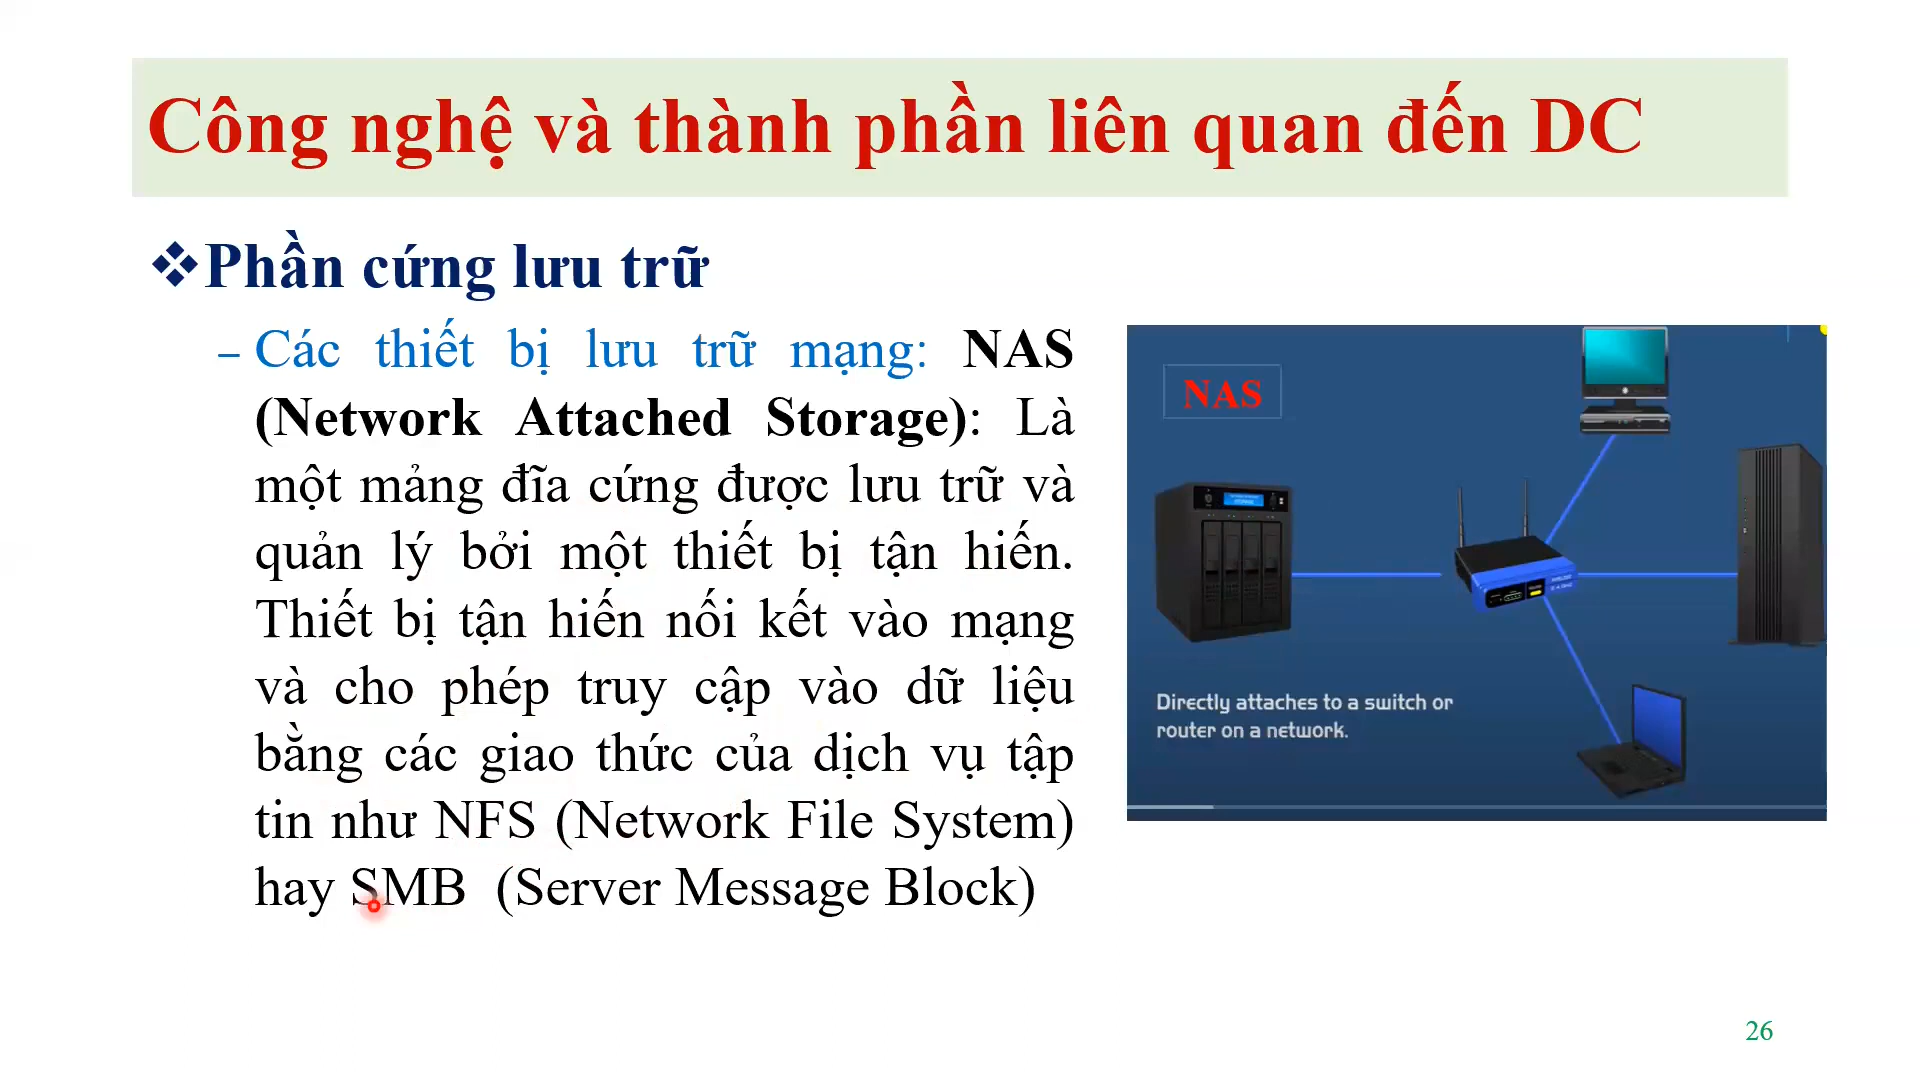 Công nghệ và thành phần liên quan đến DC
❖Phần cứng lưu trữ
– Các thiết bị lưu trữ mạng: NAS
(Network Attached Storage): Là
một mảng đĩa cứng được lưu trữ và
quản lý bởi một thiết bị tận hiến.
Thiết bị tận hiến nối kết vào mạng
và cho phép truy cập vào dữ liệu
bằng các giao thức của dịch vụ tập
tin như NFS (Network File System)
hay SMB (Server Message Block)
NAS
Directly attaches to a switch or
router on a network.
26